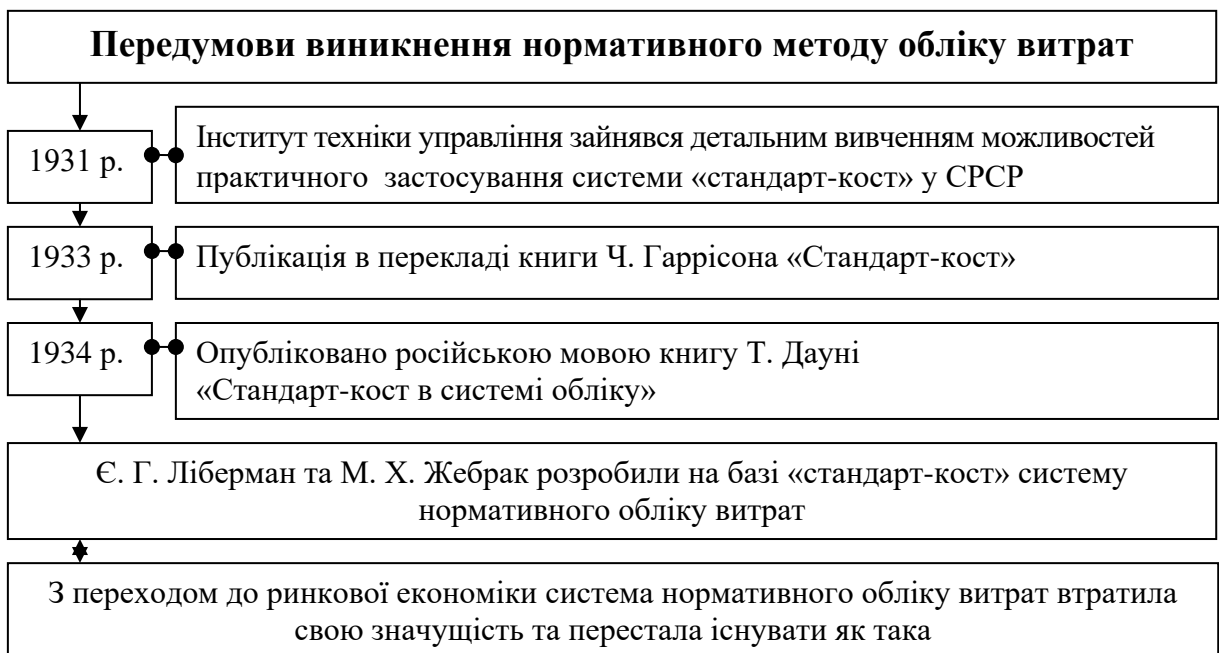 Передумови виникнення нормативного методу обліку витрат
1931 р.
Інститут техніки управління зайнявся детальним вивченням можливостей
практичного застосування системи «стандарт-кост» у СРСР
1933 р.
Публікація в перекладі книги Ч. Гаррісона «Стандарт-кост»
1934 р.
Опубліковано російською мовою книгу Т. Дауні
«Стандарт-кост в системі обліку»
Є. Г. Ліберман та М. Х. Жебрак розробили на базі «стандарт-кост» систему
нормативного обліку витрат
З переходом до ринкової економіки система нормативного обліку витрат втратила
свою значущість та перестала існувати як така